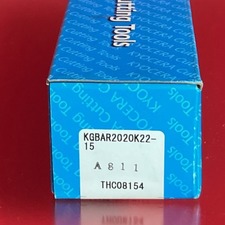 Cutting Tools
KYOCERA Cutting Tools
KGBAR2020K22-
15
A811
THC08154